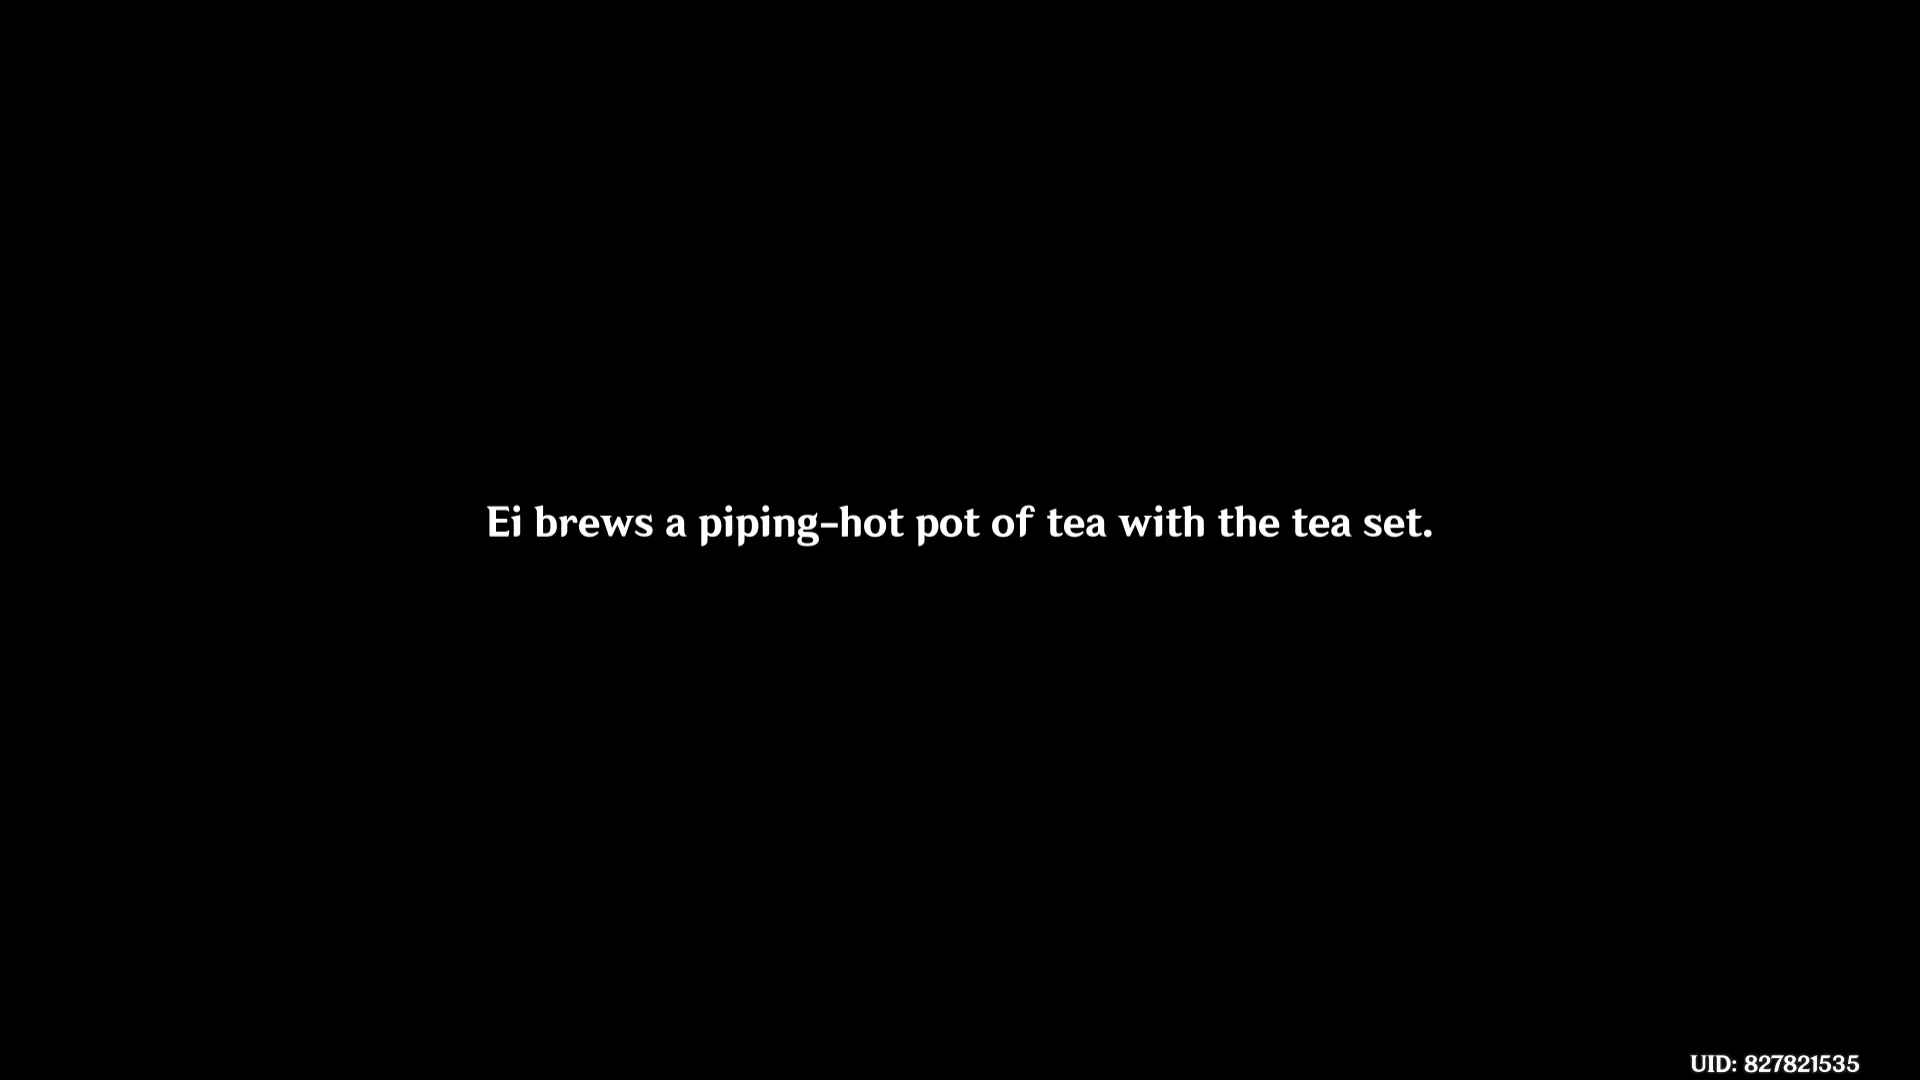 Ei brews a piping-hot pot of tea with the tea set.
UID: 827821535